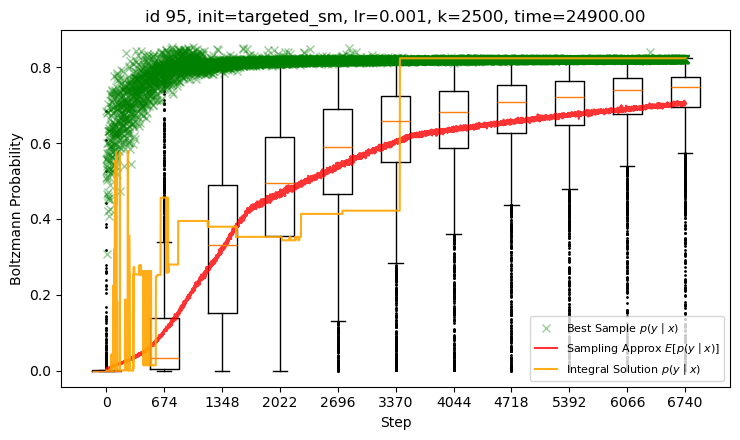 id 95, init=targeted_sm, lr=0.001, k=2500, time=24900.00
Boltzmann Probability
0.8
0.6
0.4
0.2
0.0
Best Sample p(y | x)
Sampling Approx E[p(y | x)]
Integral Solution p(y | x)
0 674 1348 2022 2696 3370 4044 4718 5392 6066 6740
Step